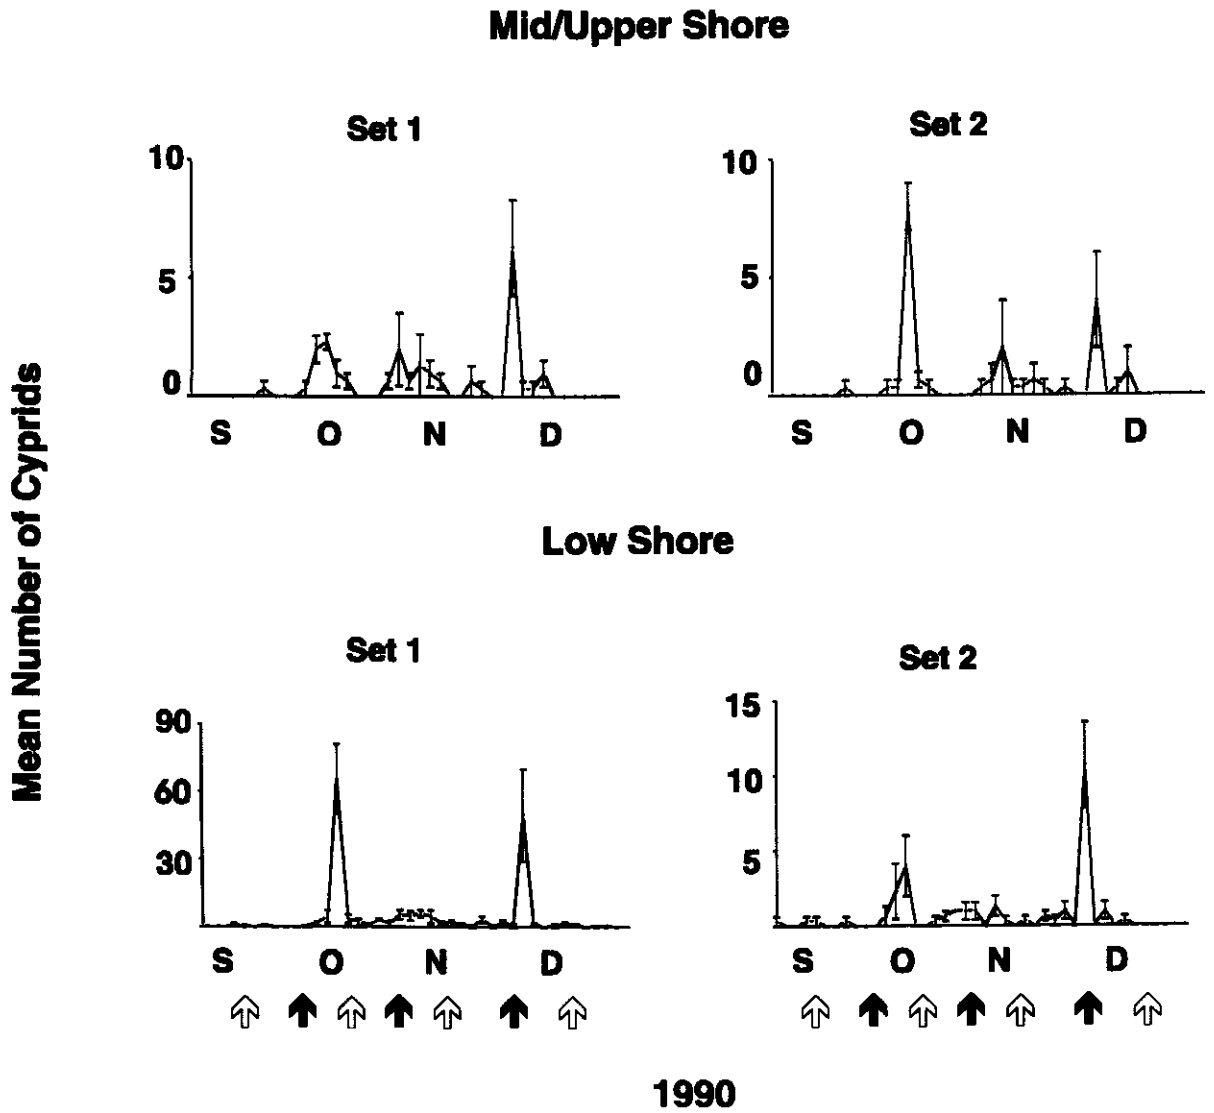 Mid/Upper Shore
Set 1
Set 2
10
5
0
S O N D
10
5
0
S O N D
Mean Number of Cyprids
Low Shore
Set 1
Set 2
90
60
30
S O N D
15
10
5
S O N D
1990